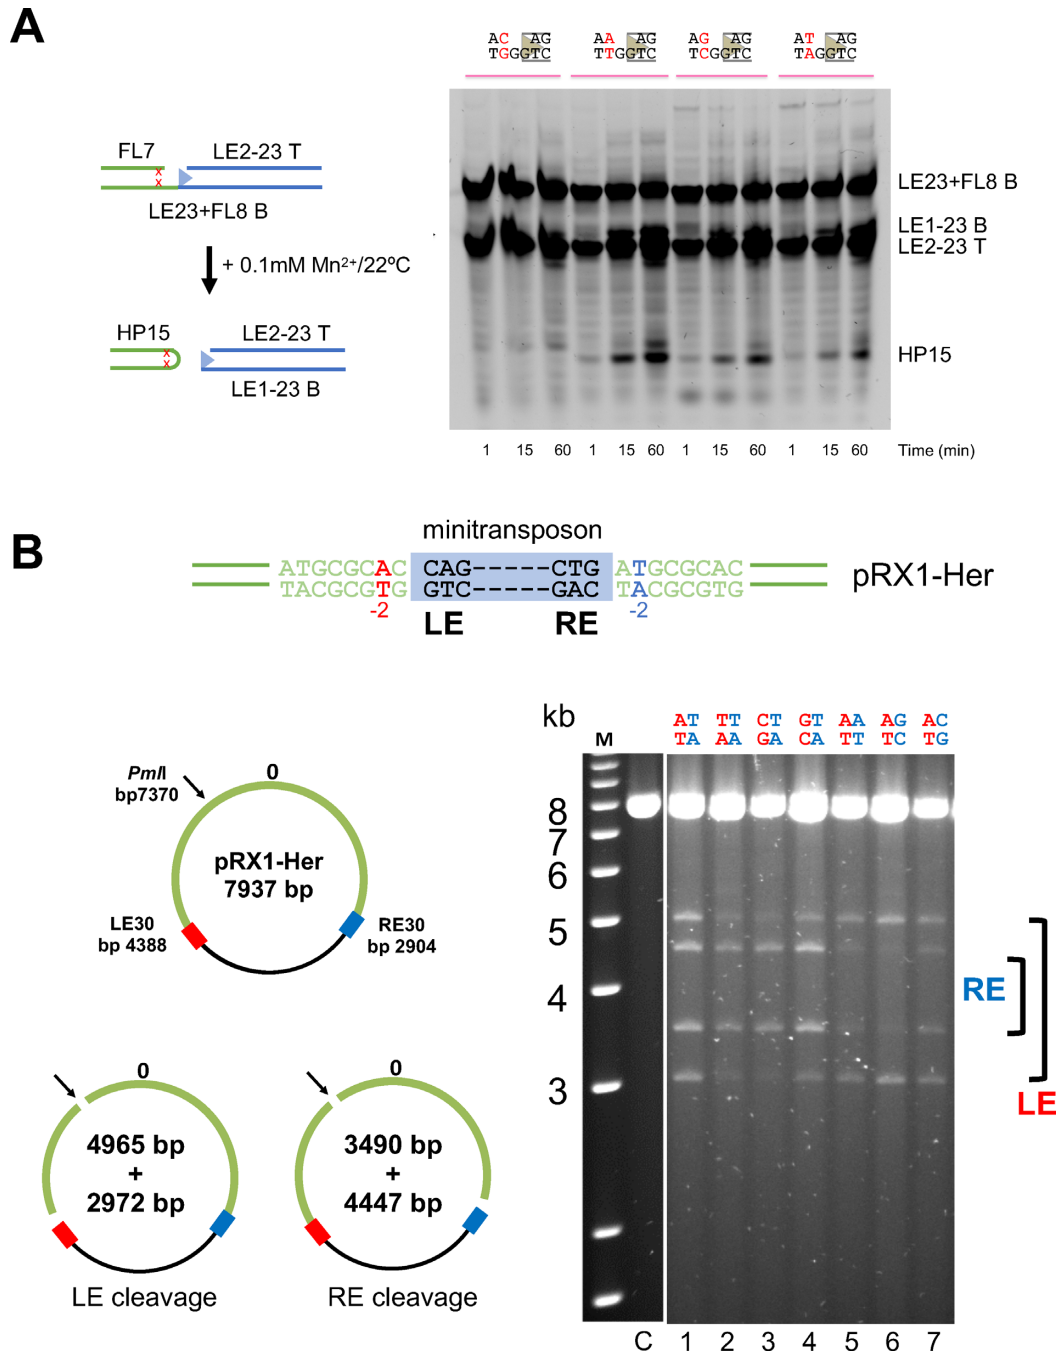 A
AC AG
TGGGTC
AA AG
TTGGTC
AG AG
TCGGTC
AT AG
TAGGTC
FL7
LE2-23 T
x
x
LE23+FL8 B
+ 0.1mM Mn²⁺/22ºC
HP15
LE2-23 T
x
x
LE1-23 B
LE23+FL8 B
LE1-23 B
LE2-23 T
HP15
1 15 60 1 15 60 1 15 60 1 15 60 Time (min)
B
minitransposon
ATGCGCAC CAG-----CTG ATGCGCAC
TACGCGTG GTC-----GAC TACGCGTG
-2 -2
LE RE
pRX1-Her
PmlI
bp7370
0
pRX1-Her
7937 bp
LE30
bp 4388
RE30
bp 2904
0
4965 bp
+
2972 bp
LE cleavage
0
3490 bp
+
4447 bp
RE cleavage
kb
M
AT TT CT GT AA AG AC
TA AA GA CA TT TC TG
8
7
6
5
4
3
RE
LE
C 1 2 3 4 5 6 7